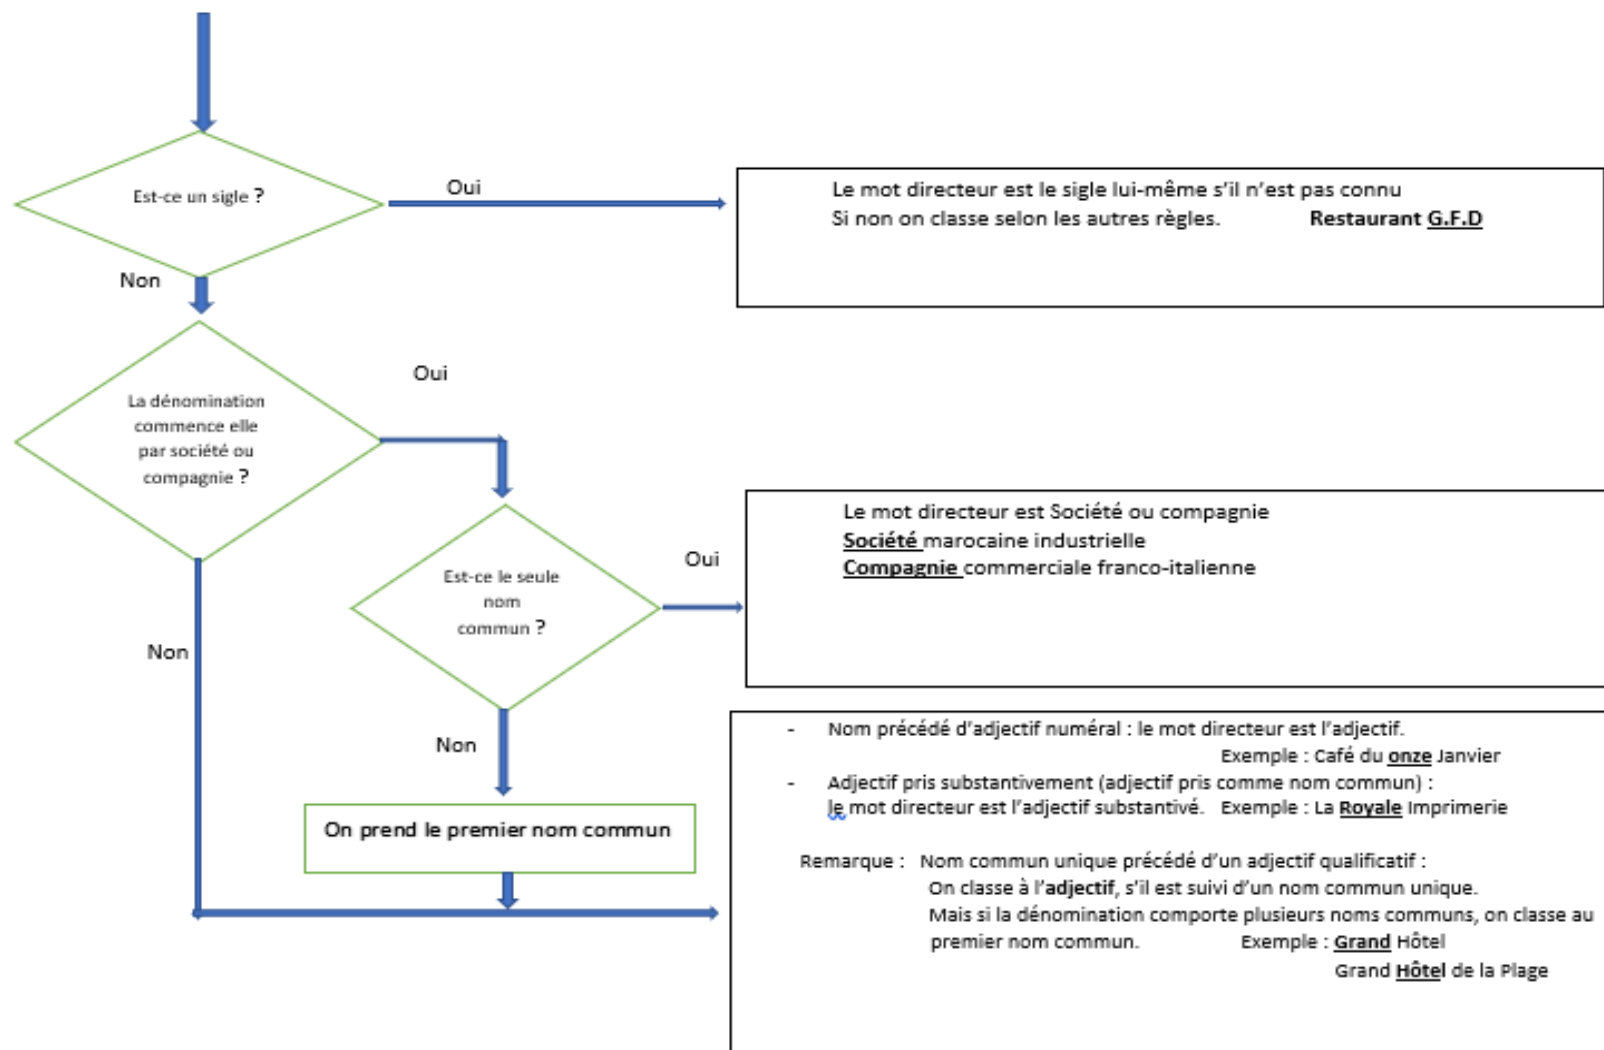 Est-ce un sigle ?
Oui
Le mot directeur est le sigle lui-même s'il n'est pas connu
Si non on classe selon les autres règles. Restaurant G.F.D
Non
La dénomination
commence elle
par société ou
compagnie ?
Oui
Est-ce le seule
nom
commun ?
Oui
Le mot directeur est Société ou compagnie
Société marocaine industrielle
Compagnie commerciale franco-italienne
Non
Non
On prend le premier nom commun
- Nom précédé d'adjectif numéral : le mot directeur est l'adjectif.
Exemple : Café du onze Janvier
- Adjectif pris substantivement (adjectif pris comme nom commun) :
le mot directeur est l'adjectif substantivé. Exemple : La Royale Imprimerie
Remarque : Nom commun unique précédé d'un adjectif qualificatif :
On classe à l'adjectif, s'il est suivi d'un nom commun unique.
Mais si la dénomination comporte plusieurs noms communs, on classe au
premier nom commun. Exemple : Grand Hôtel
Grand Hôtel de la Plage